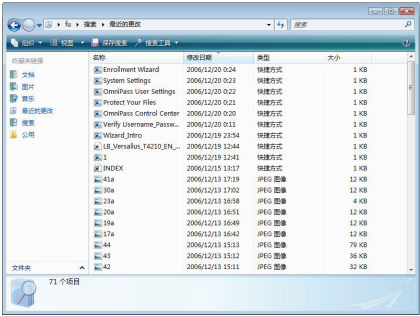 fu ▸ 搜索 ▸ 最近的更改
搜索
组织 视图 保存搜索 搜索工具
收藏夹链接
文档
图片
音乐
最近的更改
搜索
公用
文件夹
名称 修改日期 类型 大小
Enrollment Wizard 2006/12/20 0:24 快捷方式 1 KB
System Settings 2006/12/20 0:23 快捷方式 1 KB
OmniPass User Settings 2006/12/20 0:22 快捷方式 1 KB
Protect Your Files 2006/12/20 0:21 快捷方式 1 KB
OmniPass Control Center 2006/12/20 0:20 快捷方式 1 KB
Verify Username_Passw... 2006/12/20 0:11 快捷方式 1 KB
Wizard_Intro 2006/12/19 23:54 快捷方式 1 KB
LB_Versalius_T4210_EN_... 2006/12/19 12:44 快捷方式 1 KB
1 2006/12/19 12:41 快捷方式 1 KB
INDEX 2006/12/15 13:17 快捷方式 1 KB
41a 2006/12/13 17:19 JPEG 图像 12 KB
30a 2006/12/13 17:02 JPEG 图像 12 KB
23a 2006/12/13 16:58 JPEG 图像 4 KB
20a 2006/12/13 16:51 JPEG 图像 12 KB
19a 2006/12/13 16:49 JPEG 图像 12 KB
17a 2006/12/13 16:42 JPEG 图像 12 KB
44 2006/12/13 15:13 JPEG 图像 79 KB
43 2006/12/13 15:12 JPEG 图像 36 KB
42 2006/12/13 15:11 JPEG 图像 32 KB
71 个项目